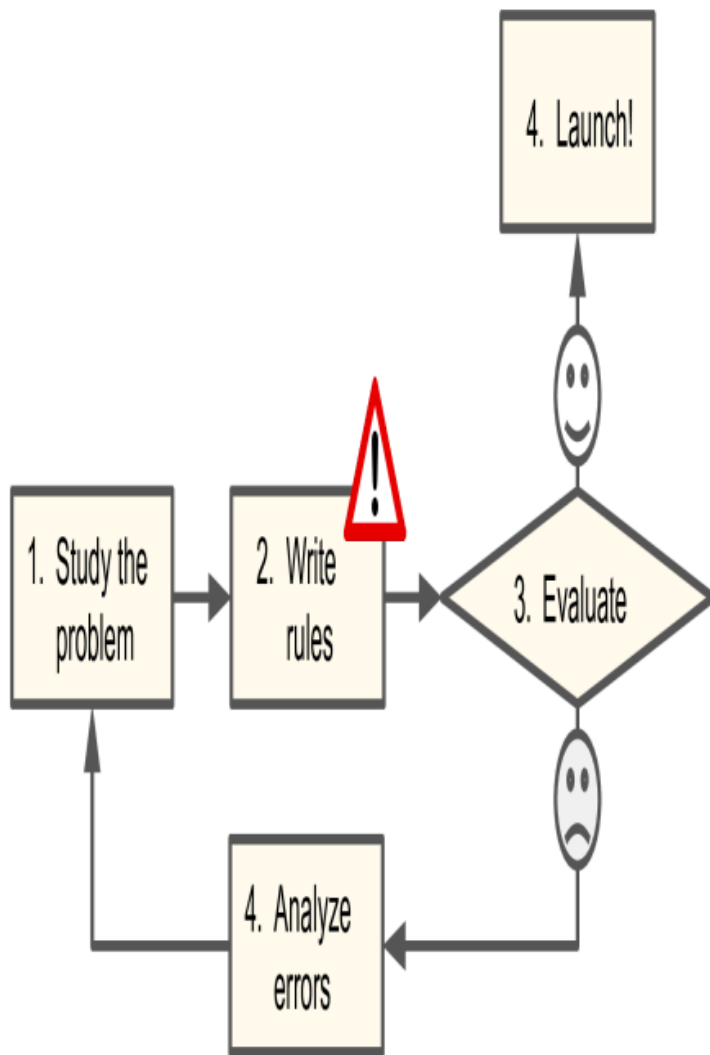 4. Launch!
!
1. Study the
problem
2. Write
rules
3. Evaluate
4. Analyze
errors